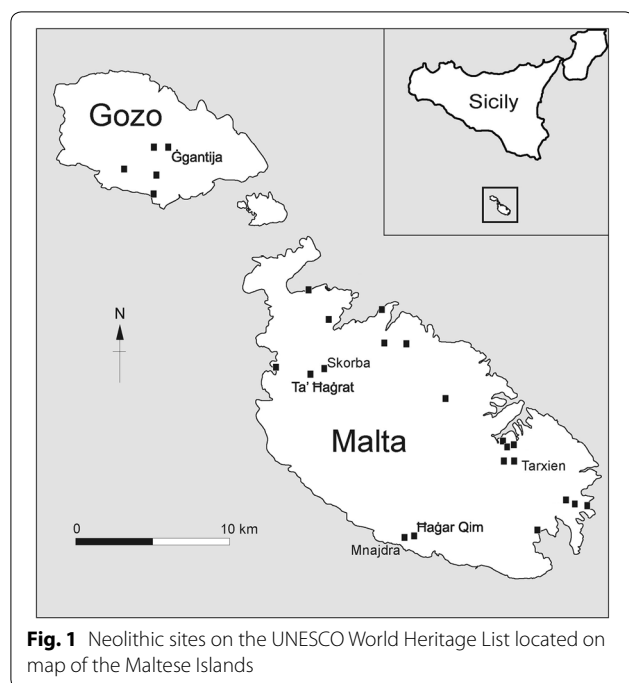 Gozo
Ġgantija
Sicily
N
Skorba
Ta' Ħaġrat
Malta
Tarxien
0 10 km
Ħaġar Qim
Mnajdra
Fig. 1 Neolithic sites on the UNESCO World Heritage List located on
map of the Maltese Islands